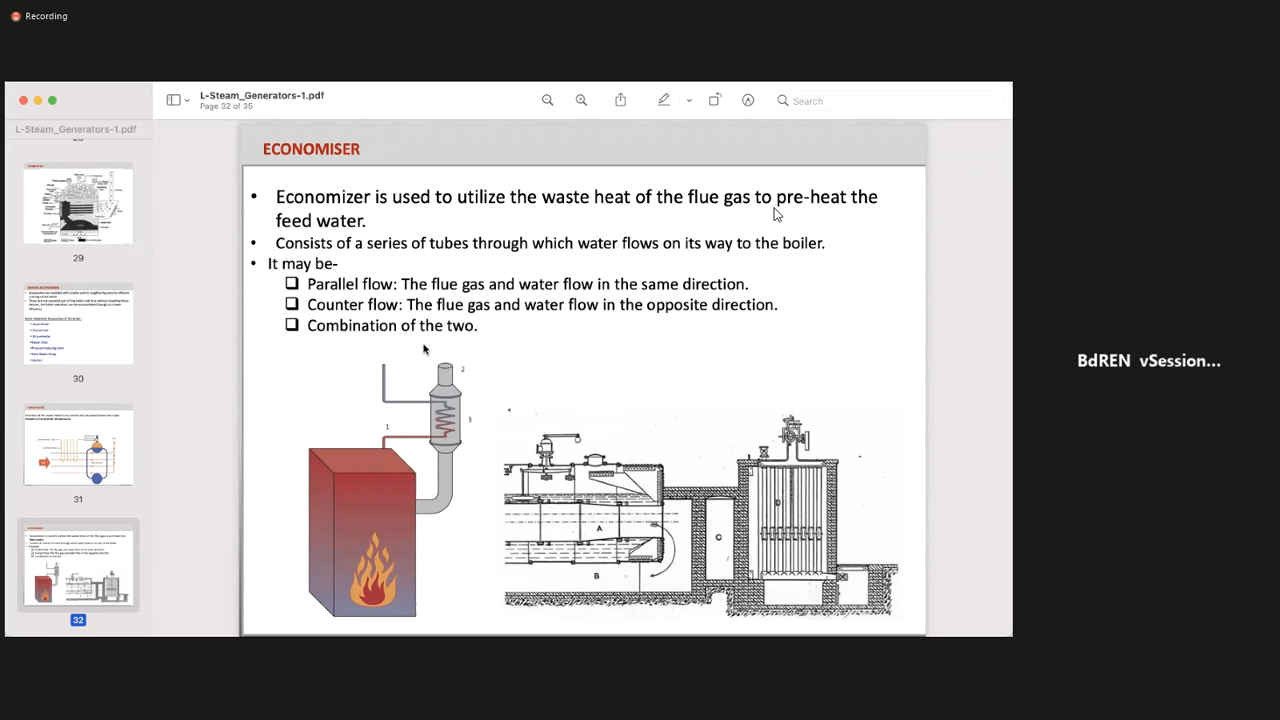 Recording
L-Steam_Generators-1.pdf
Page 32 of 35
Search
L-Steam_Generators-1.pdf
29
30
31
32
ECONOMISER
• Economizer is used to utilize the waste heat of the flue gas to pre-heat the
feed water.
• Consists of a series of tubes through which water flows on its way to the boiler.
• It may be-
Parallel flow: The flue gas and water flow in the same direction.
Counter flow: The flue gas and water flow in the opposite direction.
Combination of the two.
2
1
3
A
B
C
D
BdREN vSession...